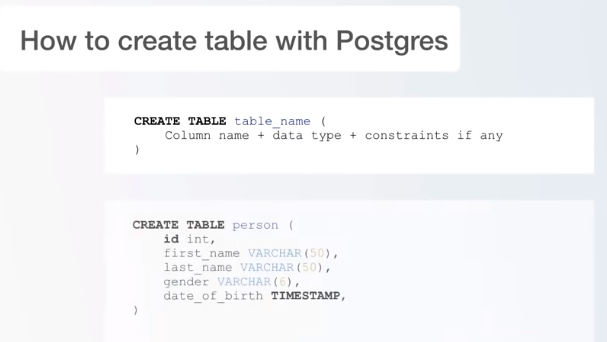 How to create table with Postgres
CREATE TABLE table_name (
Column name + data type + constraints if any
)
CREATE TABLE person (
id int,
first_name VARCHAR(50),
last_name VARCHAR(50),
gender VARCHAR(6),
date_of_birth TIMESTAMP,
)